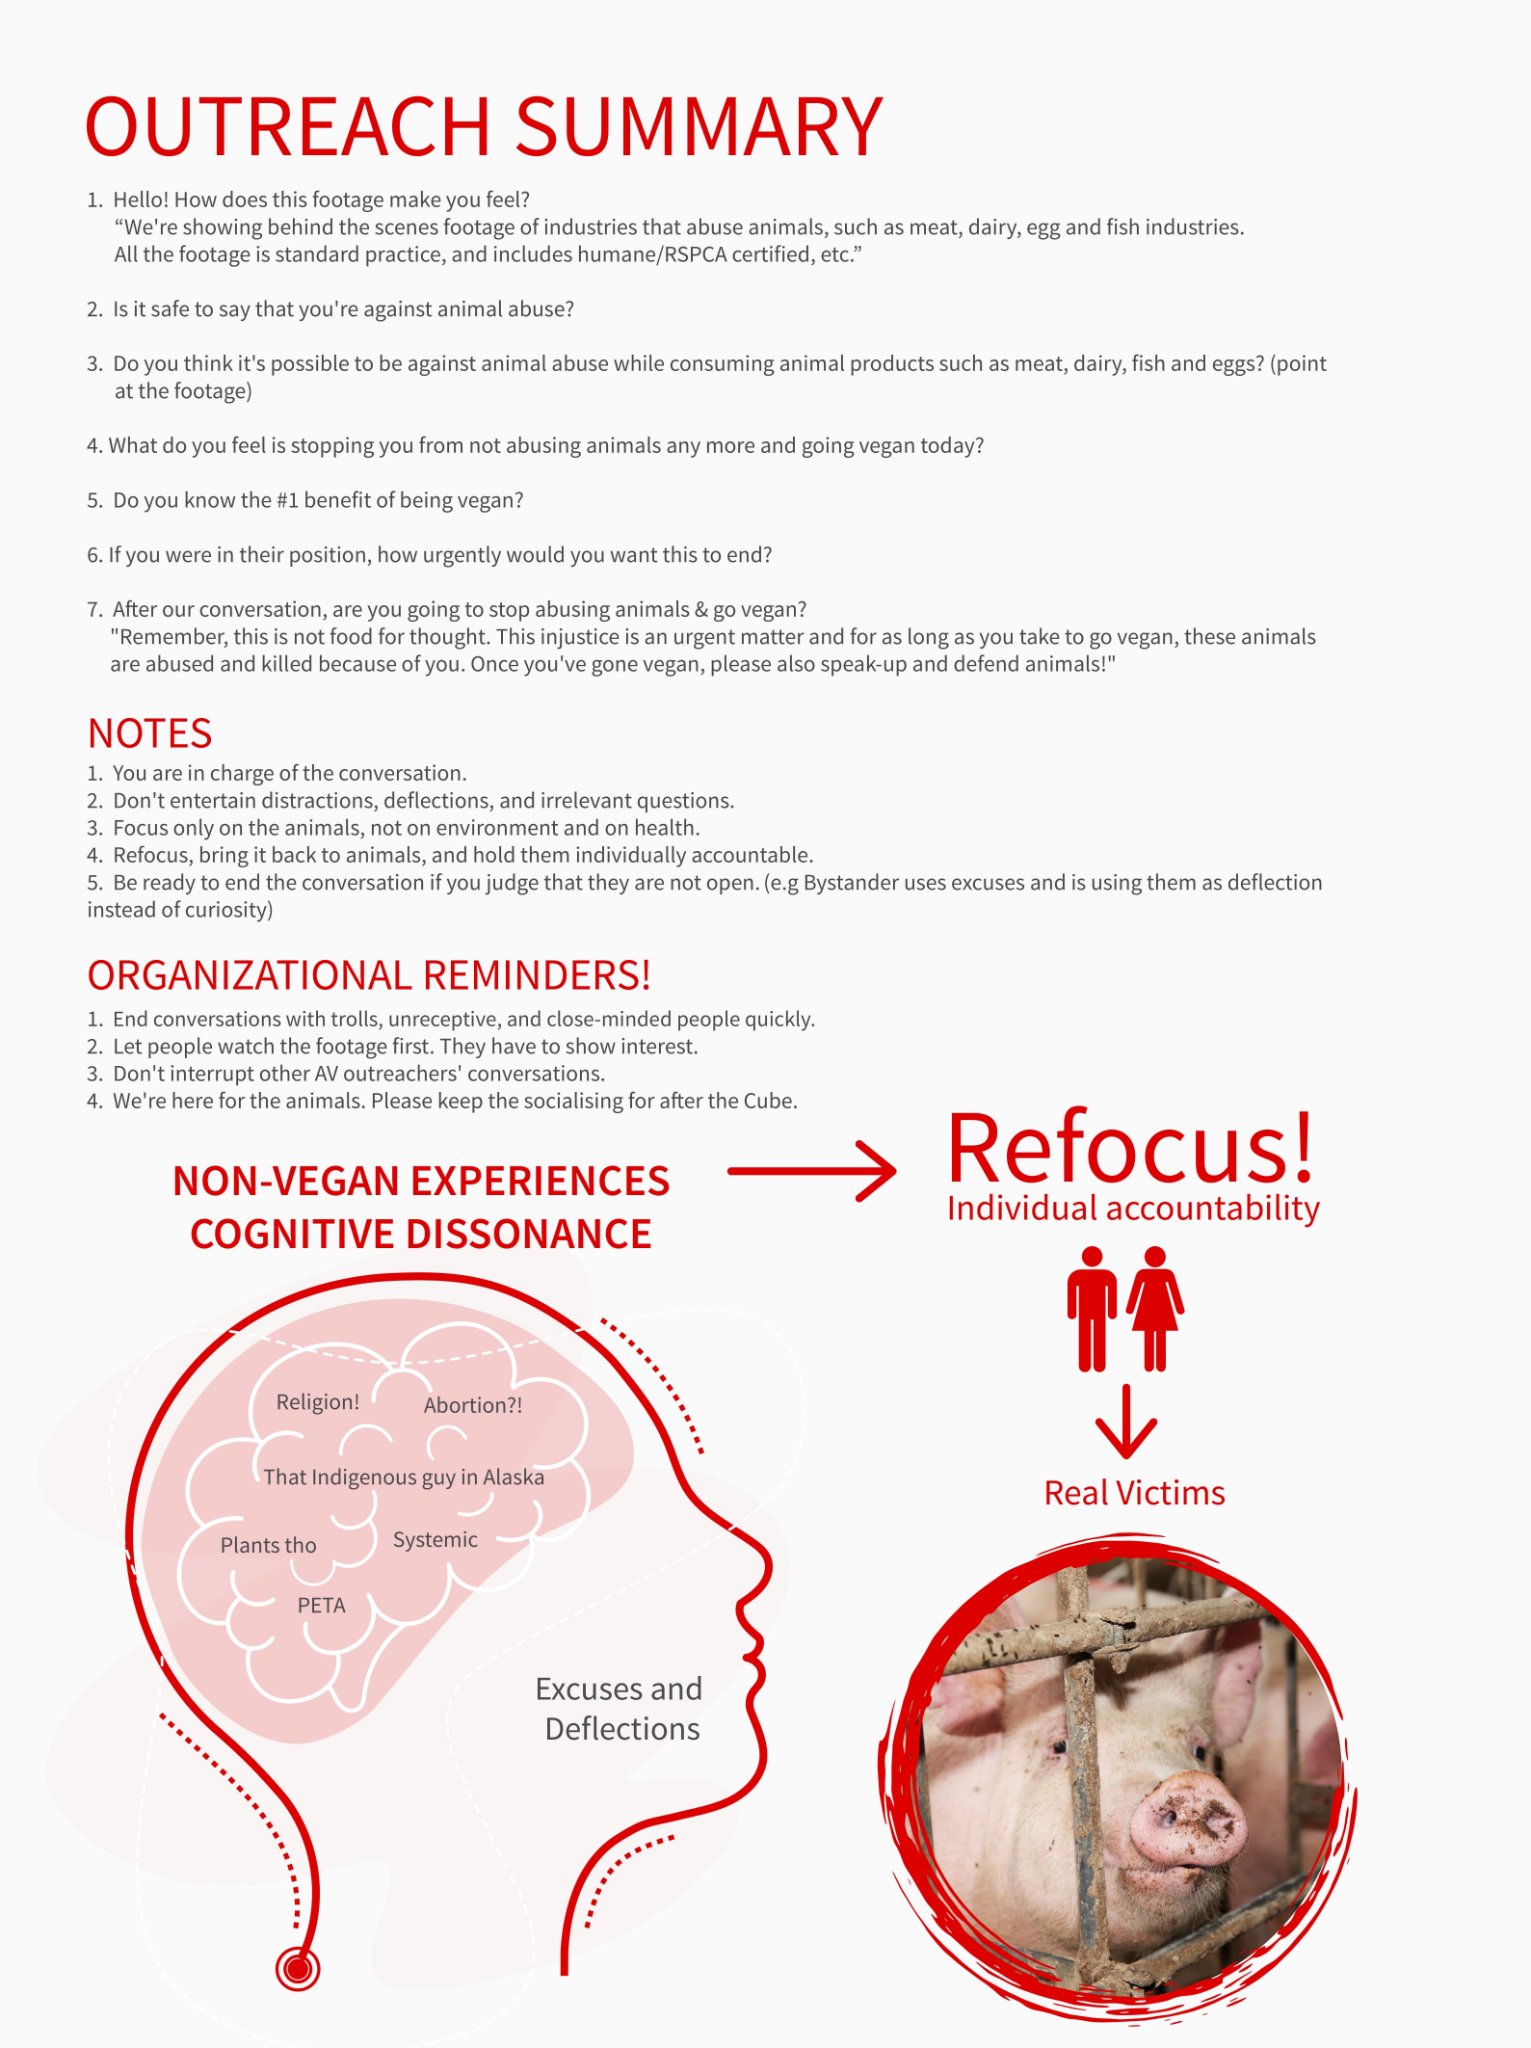 OUTREACH SUMMARY
1. Hello! How does this footage make you feel?
“We're showing behind the scenes footage of industries that abuse animals, such as meat, dairy, egg and fish industries.
All the footage is standard practice, and includes humane/RSPCA certified, etc.”
2. Is it safe to say that you're against animal abuse?
3. Do you think it's possible to be against animal abuse while consuming animal products such as meat, dairy, fish and eggs? (point
at the footage)
4. What do you feel is stopping you from not abusing animals any more and going vegan today?
5. Do you know the #1 benefit of being vegan?
6. If you were in their position, how urgently would you want this to end?
7. After our conversation, are you going to stop abusing animals & go vegan?
"Remember, this is not food for thought. This injustice is an urgent matter and for as long as you take to go vegan, these animals
are abused and killed because of you. Once you've gone vegan, please also speak-up and defend animals!"
NOTES
1. You are in charge of the conversation.
2. Don't entertain distractions, deflections, and irrelevant questions.
3. Focus only on the animals, not on environment and on health.
4. Refocus, bring it back to animals, and hold them individually accountable.
5. Be ready to end the conversation if you judge that they are not open. (e.g Bystander uses excuses and is using them as deflection
instead of curiosity)
ORGANIZATIONAL REMINDERS!
1. End conversations with trolls, unreceptive, and close-minded people quickly.
2. Let people watch the footage first. They have to show interest.
3. Don't interrupt other AV outreachers' conversations.
4. We're here for the animals. Please keep the socialising for after the Cube.
NON-VEGAN EXPERIENCES
COGNITIVE DISSONANCE
Religion!
Abortion?!
That Indigenous guy in Alaska
Plants tho
Systemic
PETA
Excuses and
Deflections
Refocus!
Individual accountability
Real Victims